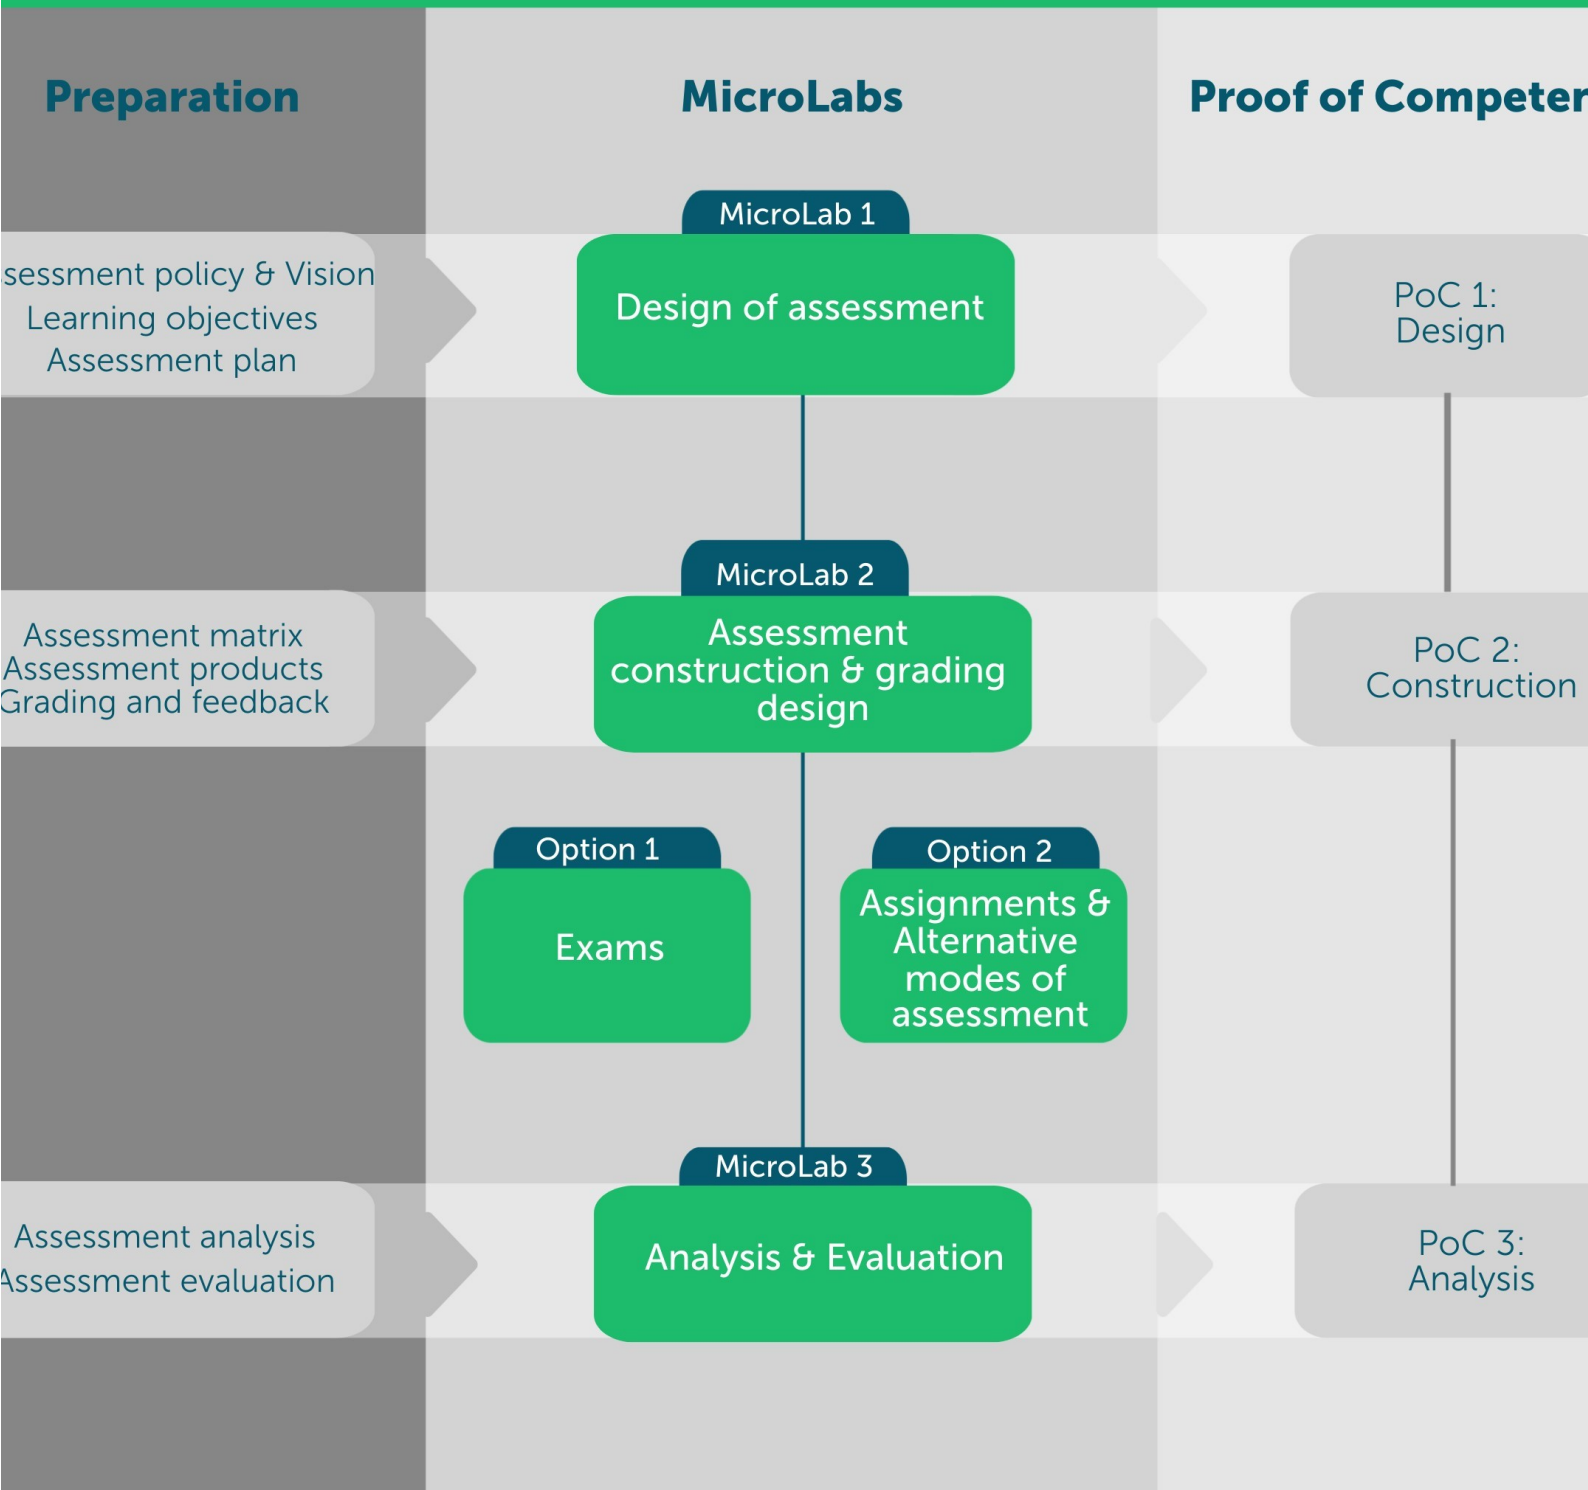 Preparation
MicroLabs
Proof of Competen
MicroLab 1
sessment policy & Vision
Learning objectives
Assessment plan
Design of assessment
PoC 1:
Design
MicroLab 2
Assessment matrix
Assessment products
Grading and feedback
Assessment
construction & grading
design
PoC 2:
Construction
Option 1
Exams
Option 2
Assignments &
Alternative
modes of
assessment
MicroLab 3
Assessment analysis
Assessment evaluation
Analysis & Evaluation
PoC 3:
Analysis